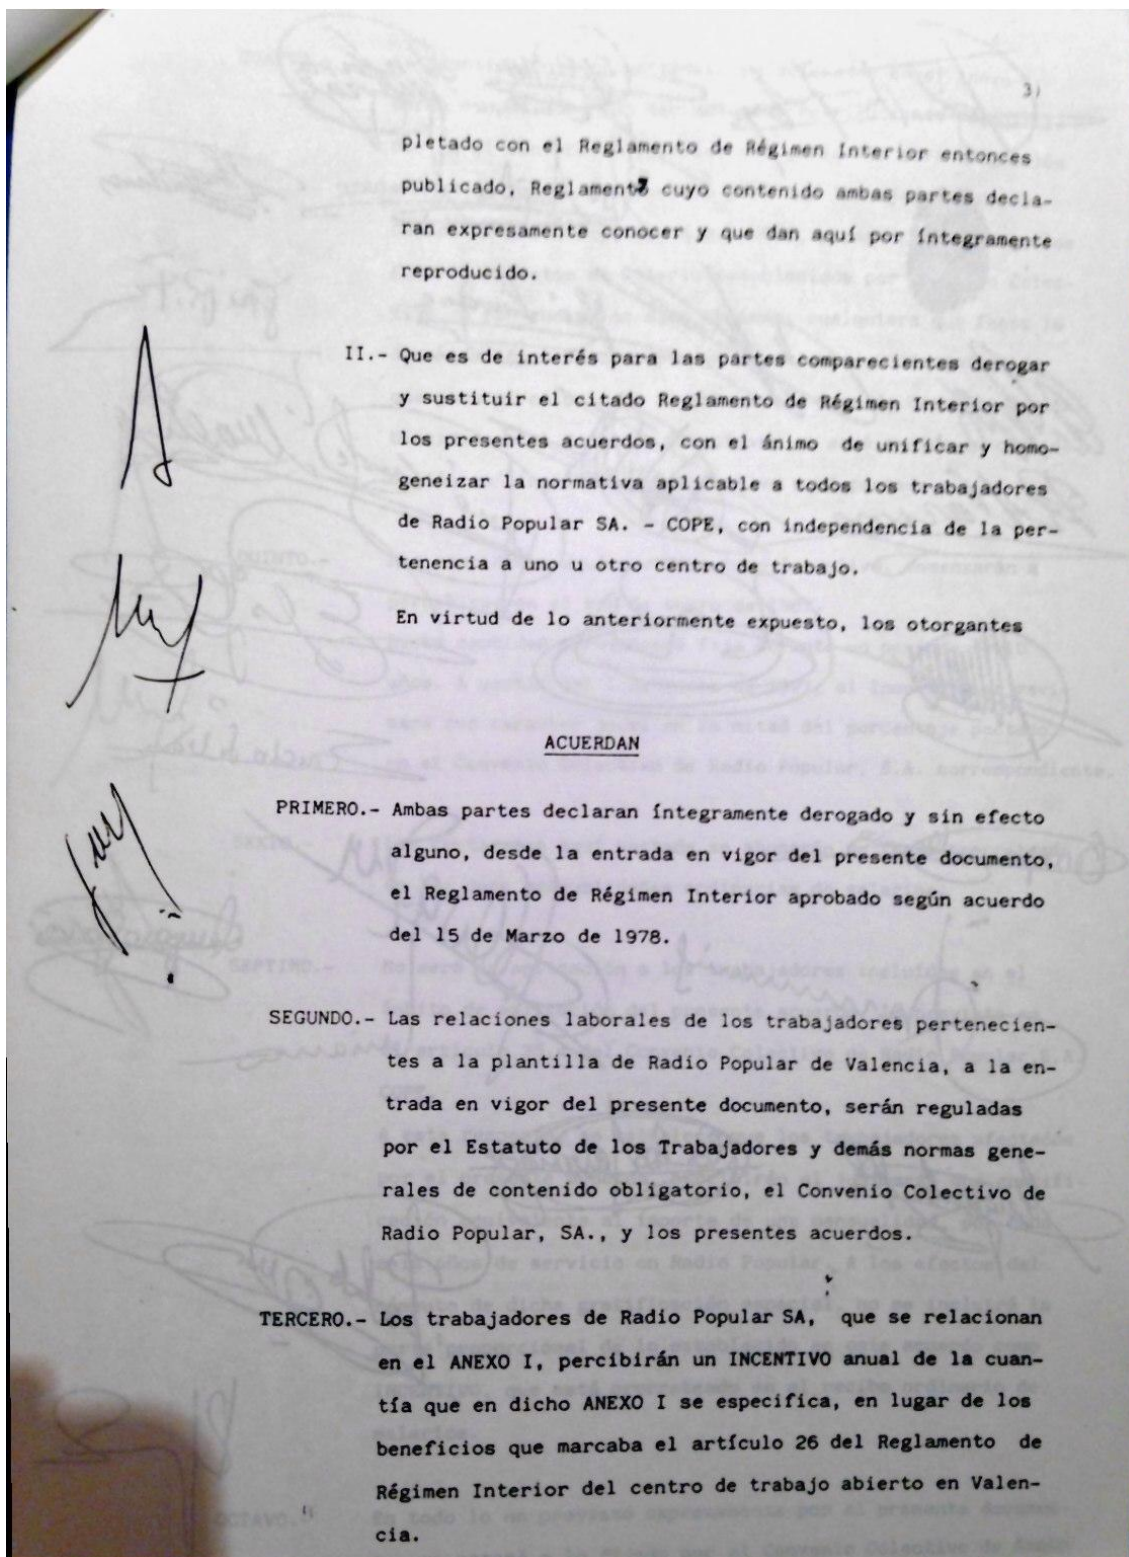 3)
pletado con el Reglamento de Régimen Interior entonces
publicado, Reglamento cuyo contenido ambas partes decla-
ran expresamente conocer y que dan aquí por íntegramente
reproducido.
II.- Que es de interés para las partes comparecientes derogar
y sustituir el citado Reglamento de Régimen Interior por
los presentes acuerdos, con el ánimo de unificar y homo-
geneizar la normativa aplicable a todos los trabajadores
de Radio Popular SA. - COPE, con independencia de la per-
tenencia a uno u otro centro de trabajo.
En virtud de lo anteriormente expuesto, los otorgantes
ACUERDAN
PRIMERO.- Ambas partes declaran íntegramente derogado y sin efecto
alguno, desde la entrada en vigor del presente documento,
el Reglamento de Régimen Interior aprobado según acuerdo
del 15 de Marzo de 1978.
SEGUNDO.- Las relaciones laborales de los trabajadores pertenecien-
tes a la plantilla de Radio Popular de Valencia, a la en-
trada en vigor del presente documento, serán reguladas
por el Estatuto de los Trabajadores y demás normas gene-
rales de contenido obligatorio, el Convenio Colectivo de
Radio Popular, SA., y los presentes acuerdos.
TERCERO.- Los trabajadores de Radio Popular SA, que se relacionan
en el ANEXO I, percibirán un INCENTIVO anual de la cuan-
tía que en dicho ANEXO I se especifica, en lugar de los
beneficios que marcaba el artículo 26 del Reglamento de
Régimen Interior del centro de trabajo abierto en Valen-
cia.